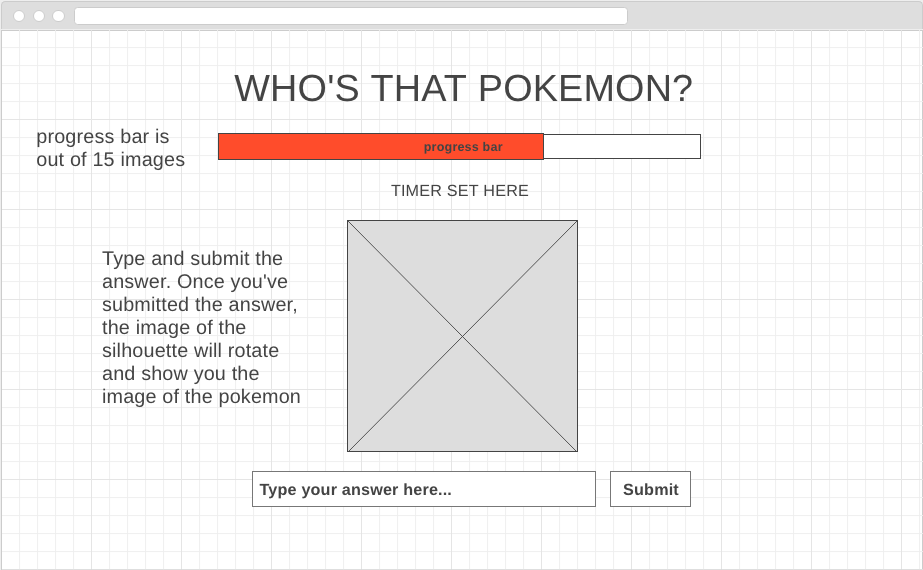 WHO'S THAT POKEMON?
progress bar is
out of 15 images
progress bar
TIMER SET HERE
Type and submit the
answer. Once you've
submitted the answer,
the image of the
silhouette will rotate
and show you the
image of the pokemon
Type your answer here...
Submit